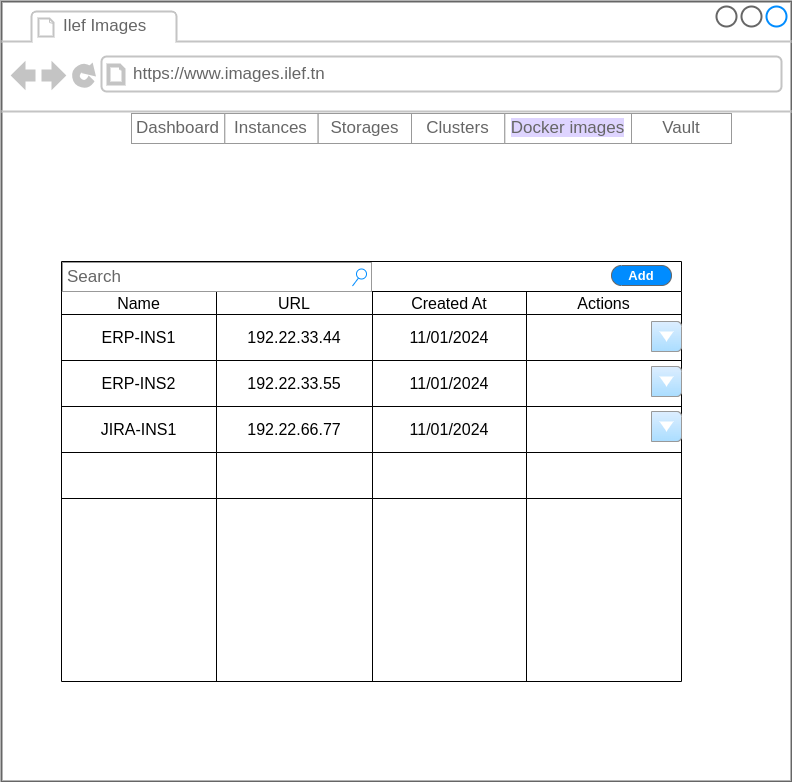 Ilef Images
https://www.images.ilef.tn
Dashboard Instances Storages Clusters Docker images Vault
Search Add
Name URL Created At Actions
ERP-INS1 192.22.33.44 11/01/2024
ERP-INS2 192.22.33.55 11/01/2024
JIRA-INS1 192.22.66.77 11/01/2024